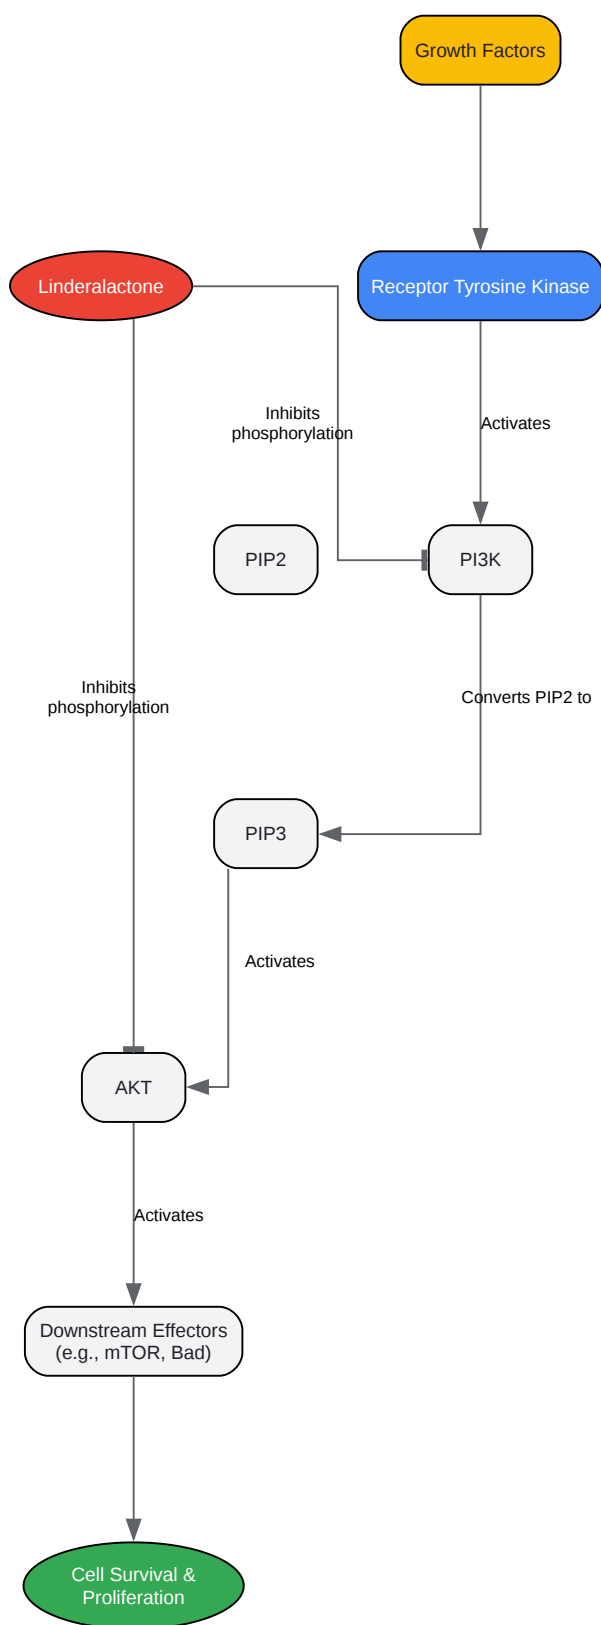 Growth Factors
Linderalactone
Receptor Tyrosine Kinase
Inhibits
phosphorylation
Activates
PIP2
PI3K
Inhibits
phosphorylation
Converts PIP2 to
PIP3
Activates
AKT
Activates
Downstream Effectors
(e.g., mTOR, Bad)
Cell Survival &
Proliferation